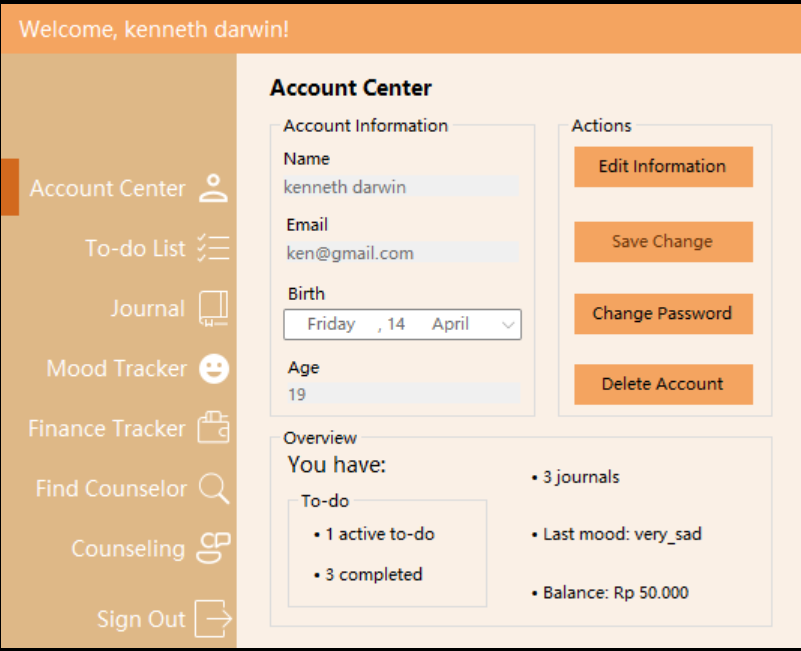 Welcome, kenneth darwin!
Account Center
To-do List
Journal
Mood Tracker
Finance Tracker
Find Counselor
Counseling
Sign Out
Account Center
Account Information
Name
kenneth darwin
Email
ken@gmail.com
Birth
Friday , 14 April
Age
19
Actions
Edit Information
Save Change
Change Password
Delete Account
Overview
You have:
To-do
• 1 active to-do
• 3 completed
• 3 journals
• Last mood: very_sad
• Balance: Rp 50.000